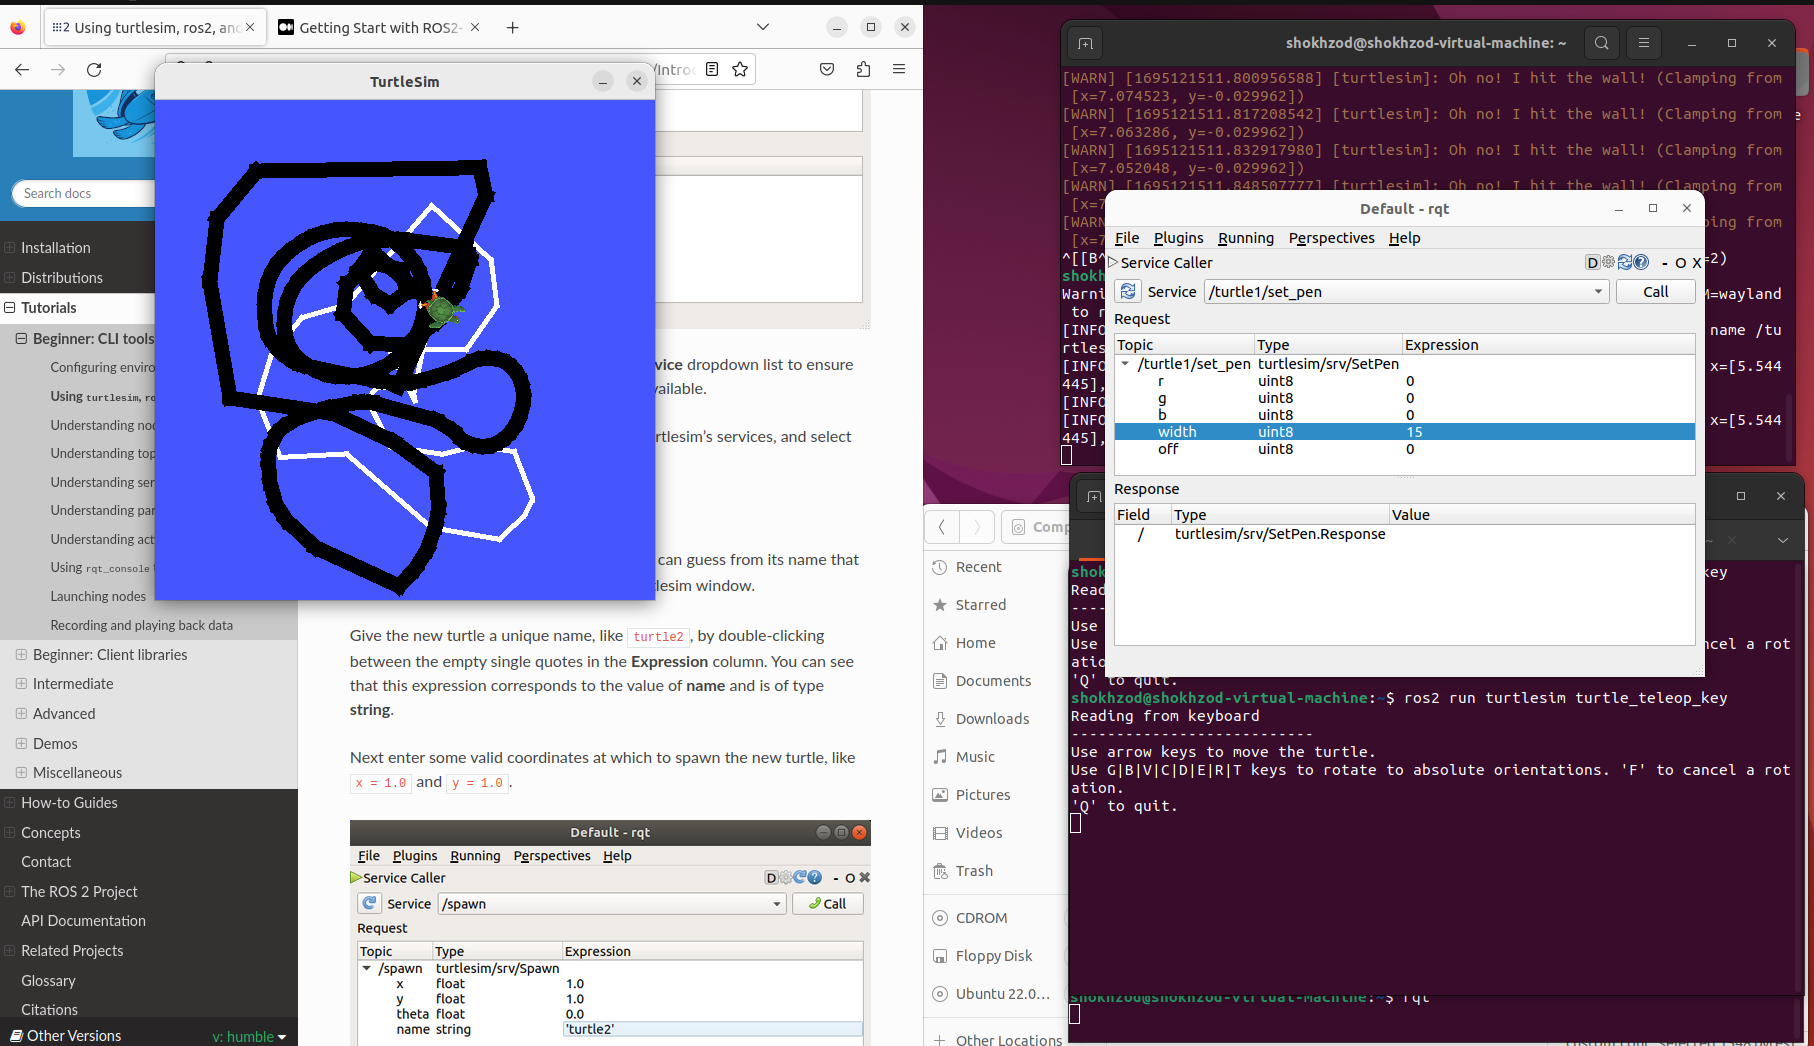 Using turtlesim, ros2, and
Getting Start with ROS2-
TurtleSim
Search docs
Installation
Distributions
Tutorials
Beginner: CLI tools
Configuring enviro
Using turtlesim, ro
Understanding nod
Understanding top
Understanding ser
Understanding par
Understanding act
Using rqt_console
Launching nodes
Recording and playing back data
Beginner: Client libraries
Intermediate
Advanced
Demos
Miscellaneous
How-to Guides
Concepts
Contact
The ROS 2 Project
API Documentation
Related Projects
Glossary
Citations
Other Versions
v: humble
vice dropdown list to ensure
vailable.
rtlesim's services, and select
can guess from its name that
lesim window.
Give the new turtle a unique name, like turtle2, by double-clicking
between the empty single quotes in the Expression column. You can see
that this expression corresponds to the value of name and is of type
string.
Next enter some valid coordinates at which to spawn the new turtle, like
x = 1.0 and y = 1.0.
Default - rqt
File Plugins Running Perspectives Help
Service Caller
D - O
Service /spawn Call
Request
Topic Type Expression
/spawn turtlesim/srv/Spawn
x float 1.0
y float 1.0
theta float 0.0
name string 'turtle2'
shokhzod@shokhzod-virtual-machine: ~
[WARN] [1695121511.800956588] [turtlesim]: Oh no! I hit the wall! (Clamping from
[x=7.074523, y=-0.029962])
[WARN] [1695121511.817208542] [turtlesim]: Oh no! I hit the wall! (Clamping from
[x=7.063286, y=-0.029962])
[WARN] [1695121511.832917980] [turtlesim]: Oh no! I hit the wall! (Clamping from
[x=7.052048, y=-0.029962])
[WARN] [1695121511.848507777] [turtlesim]: Oh no! I hit the wall! (Clamping from
[x=7
[WARN ing from
[x=7
^[[B^ =2)
shokh
Warni M=wayland
to r
[INFO name /tu
rtles
[INFO x=[5.544
445],
[INFO
[INFO x=[5.544
445],
Default - rqt
File Plugins Running Perspectives Help
Service Caller
D - O X
Service /turtle1/set_pen Call
Request
Topic Type Expression
/turtle1/set_pen turtlesim/srv/SetPen
r uint8 0
g uint8 0
b uint8 0
width uint8 15
off uint8 0
Response
Field Type Value
/ turtlesim/srv/SetPen.Response
Comp
Recent
Starred
Home
Documents
Downloads
Music
Pictures
Videos
Trash
CDROM
Floppy Disk
Ubuntu 22.0...
Other Locations
sho key
Read
----
Use
Use ncel a rot
atio
'Q' to quit.
shokhzod@shokhzod-virtual-machine:~$ ros2 run turtlesim turtle_teleop_key
Reading from keyboard
---------------------------
Use arrow keys to move the turtle.
Use G|B|V|C|D|E|R|T keys to rotate to absolute orientations. 'F' to cancel a rot
ation.
'Q' to quit.
shokhzod@shokhzod-virtual-machine:~$ rqt